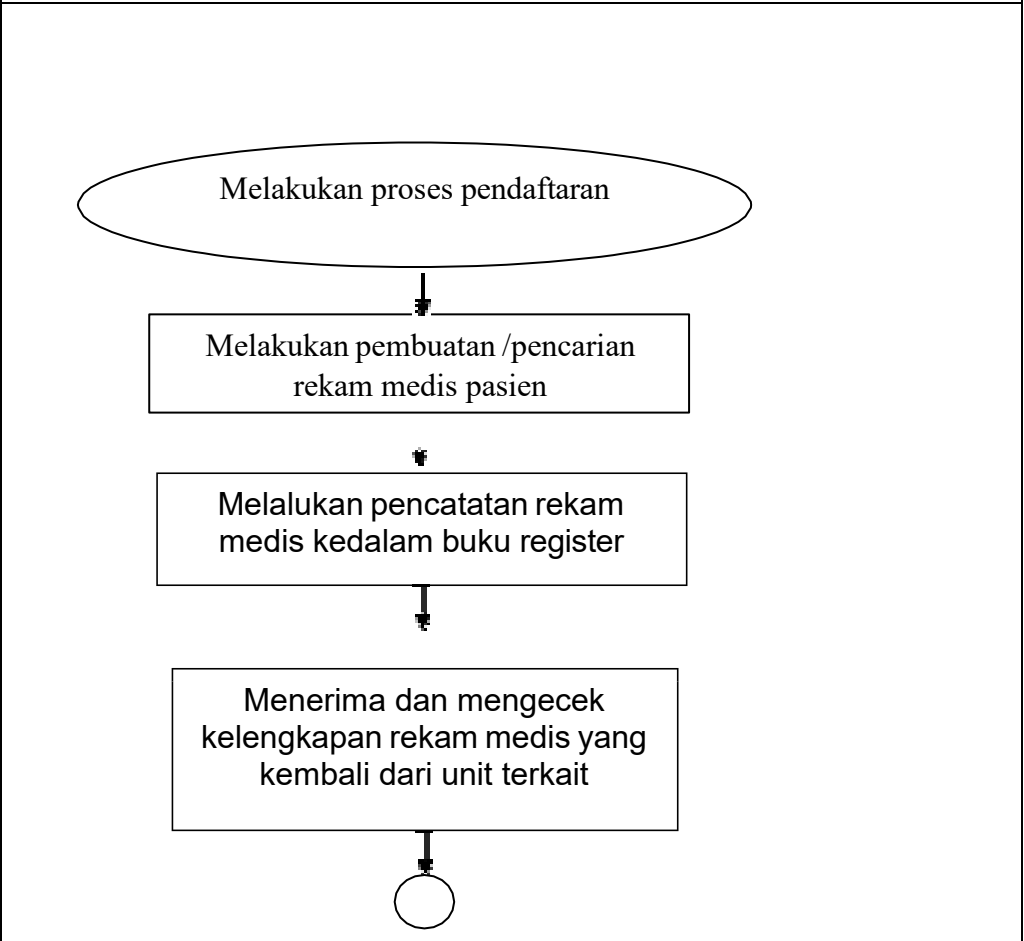 Melakukan proses pendaftaran
Melakukan pembuatan /pencarian
rekam medis pasien
Melalukan pencatatan rekam
medis kedalam buku register
Menerima dan mengecek
kelengkapan rekam medis yang
kembali dari unit terkait